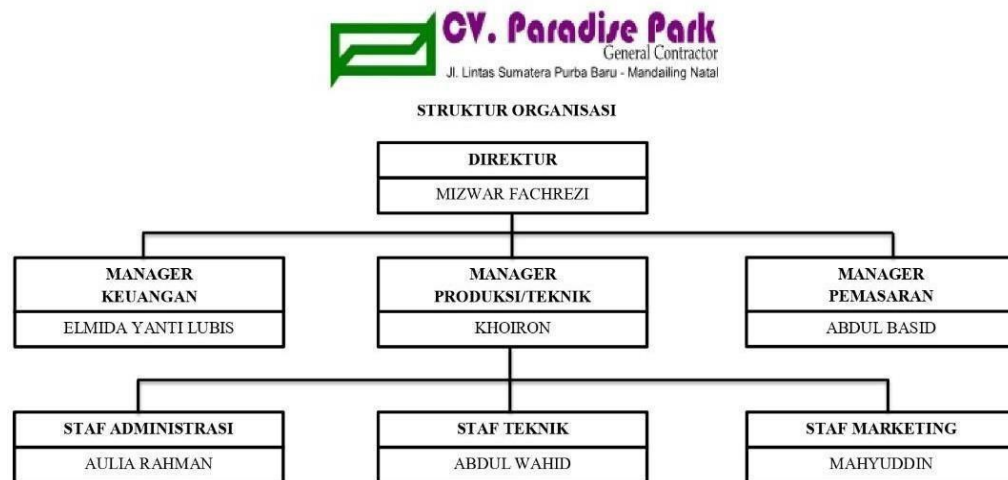 CV. Paradise Park
General Contractor
Jl. Lintas Sumatera Purba Baru - Mandailing Natal
STRUKTUR ORGANISASI
DIREKTUR
MIZWAR FACHREZI
MANAGER
KEUANGAN
ELMIDA YANTI LUBIS
MANAGER
PRODUKSI/TEKNIK
KHOIRON
MANAGER
PEMASARAN
ABDUL BASID
STAF ADMINISTRASI
AULIA RAHMAN
STAF TEKNIK
ABDUL WAHID
STAF MARKETING
MAHYUDDIN